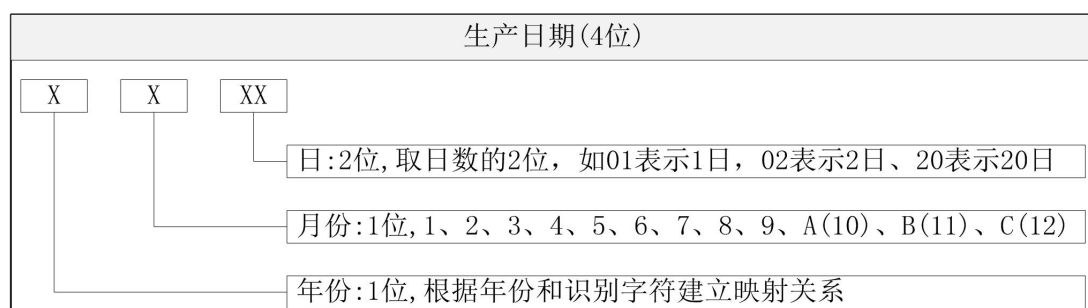 生产日期(4位)
X X XX
日:2位,取日数的2位，如01表示1日，02表示2日、20表示20日
月份:1位,1、2、3、4、5、6、7、8、9、A(10)、B(11)、C(12)
年份:1位,根据年份和识别字符建立映射关系